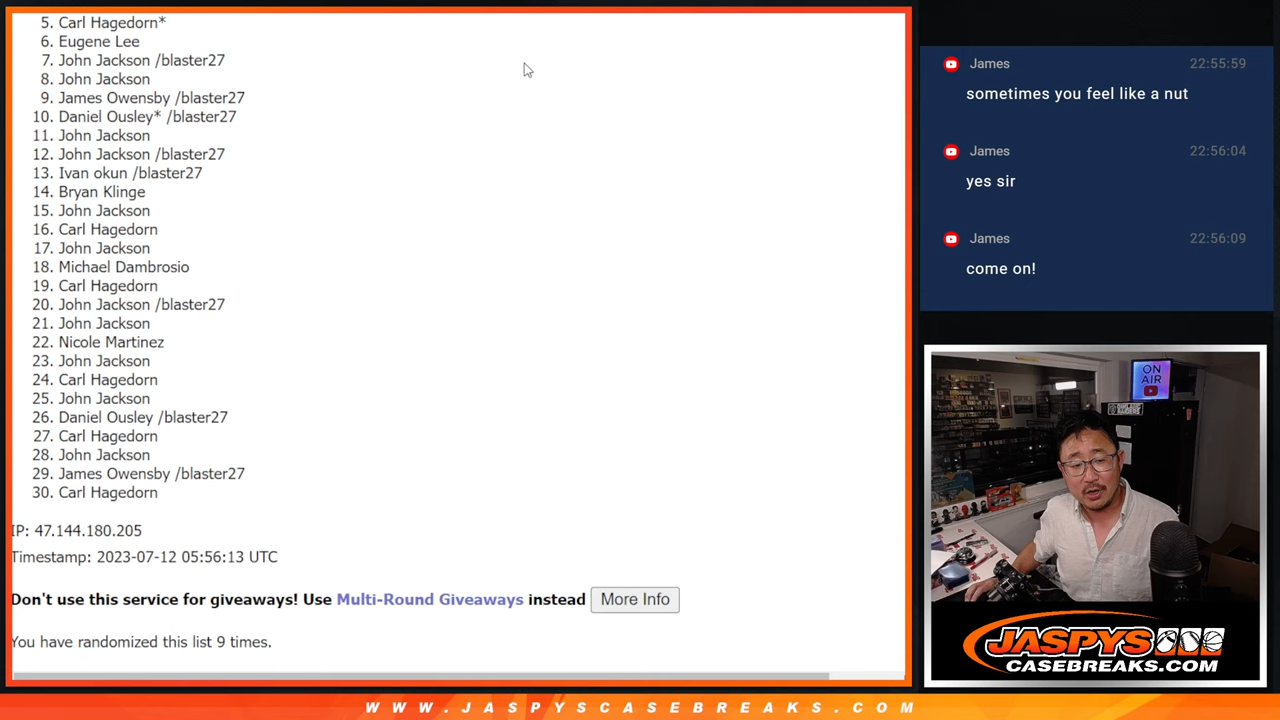 5. Carl Hagedorn*
6. Eugene Lee
7. John Jackson /blaster27
8. John Jackson
9. James Owensby /blaster27
10. Daniel Ousley* /blaster27
11. John Jackson
12. John Jackson /blaster27
13. Ivan okun /blaster27
14. Bryan Klinge
15. John Jackson
16. Carl Hagedorn
17. John Jackson
18. Michael Dambrosio
19. Carl Hagedorn
20. John Jackson /blaster27
21. John Jackson
22. Nicole Martinez
23. John Jackson
24. Carl Hagedorn
25. John Jackson
26. Daniel Ousley /blaster27
27. Carl Hagedorn
28. John Jackson
29. James Owensby /blaster27
30. Carl Hagedorn
IP: 47.144.180.205
Timestamp: 2023-07-12 05:56:13 UTC
Don't use this service for giveaways! Use Multi-Round Giveaways instead More Info
You have randomized this list 9 times.
James 22:55:59
sometimes you feel like a nut
James 22:56:04
yes sir
James 22:56:09
come on!
ON
AIR
JASPYS
CASEBREAKS.COM
WWW.JASPYSCASEBREAKS.COM